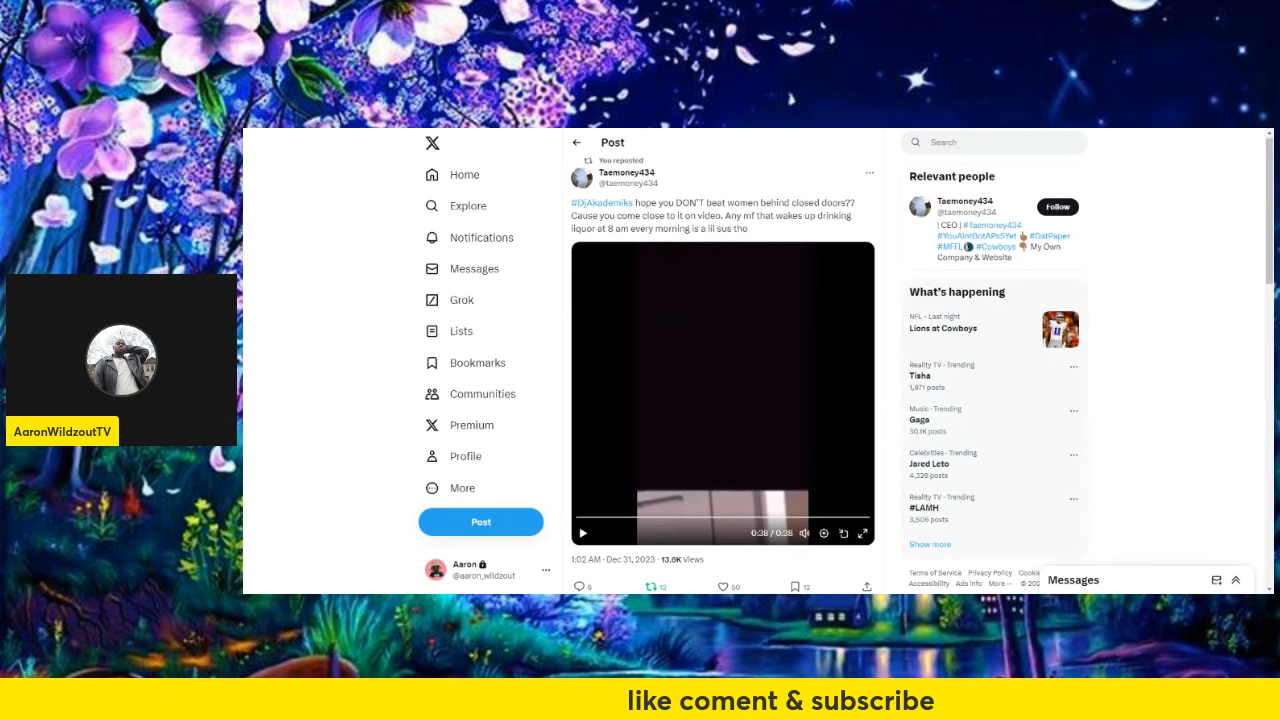 Home
Explore
Notifications
Messages
Grok
Lists
Bookmarks
Communities
Premium
Profile
More
Post
Aaron
@aaron_wildzout
Post
You reposted
Taemoney434
@taemoney434
#DjAkademiks hope you DON'T beat women behind closed doors??
Cause you come close to it on video. Any mf that wakes up drinking
liquor at 8 am every morning is a lil sus tho
0:38 / 0:38
1:02 AM · Dec 31, 2023 · 13.6K Views
6
12
50
12
Search
Relevant people
Taemoney434
@taemoney434
Follow
| CEO | #Taemoney434
#YouAintGotAPs5Yet #DatPaper
#MFFL #Cowboys My Own
Company & Website
What's happening
NFL · Last night
Lions at Cowboys
Reality TV · Trending
Tisha
1,971 posts
Music · Trending
Gaga
30.1K posts
Celebrities · Trending
Jared Leto
4,326 posts
Reality TV · Trending
#LAMH
3,506 posts
Show more
Terms of Service Privacy Policy Cookie
Accessibility Ads info More ··· © 202
Messages
AaronWildzoutTV
like coment & subscribe